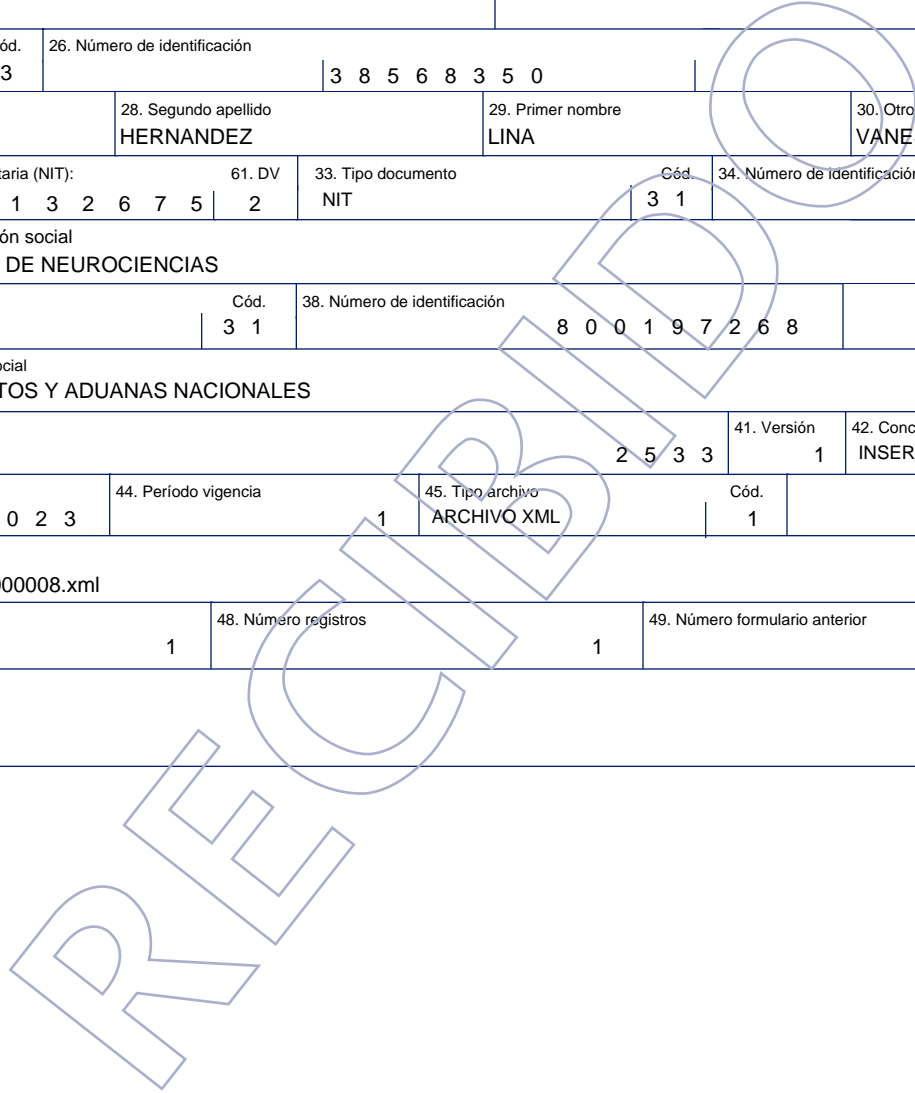 ód. 26. Número de identificación
3 3 8 5 6 8 3 5 0
28. Segundo apellido 29. Primer nombre 30. Otro
HERNANDEZ LINA VANE
aria (NIT): 61. DV 33. Tipo documento Cód. 34. Número de identificación
1 3 2 6 7 5 2 NIT 3 1
ón social
DE NEUROCIENCIAS
Cód. 38. Número de identificación
3 1 8 0 0 1 9 7 2 6 8
ocial
TOS Y ADUANAS NACIONALES
41. Versión 42. Conc
2 5 3 3 1 INSER
44. Período vigencia 45. Tipo archivo Cód.
0 2 3 1 ARCHIVO XML 1
00008.xml
48. Número registros 49. Número formulario anterior
1 1
RECIBIDO